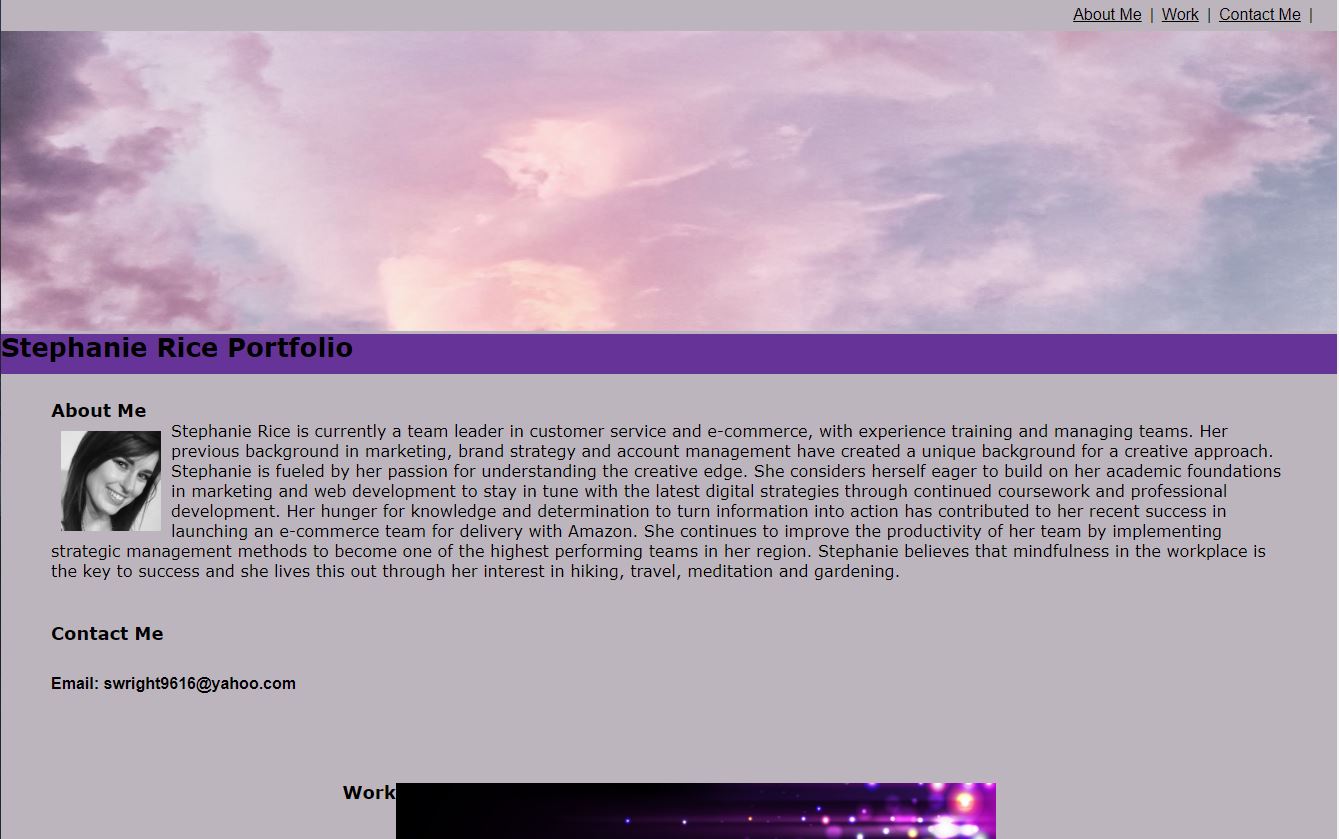 About Me | Work | Contact Me |
Stephanie Rice Portfolio
About Me
Stephanie Rice is currently a team leader in customer service and e-commerce, with experience training and managing teams. Her
previous background in marketing, brand strategy and account management have created a unique background for a creative approach.
Stephanie is fueled by her passion for understanding the creative edge. She considers herself eager to build on her academic foundations
in marketing and web development to stay in tune with the latest digital strategies through continued coursework and professional
development. Her hunger for knowledge and determination to turn information into action has contributed to her recent success in
launching an e-commerce team for delivery with Amazon. She continues to improve the productivity of her team by implementing
strategic management methods to become one of the highest performing teams in her region. Stephanie believes that mindfulness in the workplace is
the key to success and she lives this out through her interest in hiking, travel, meditation and gardening.
Contact Me
Email: swright9616@yahoo.com
Work